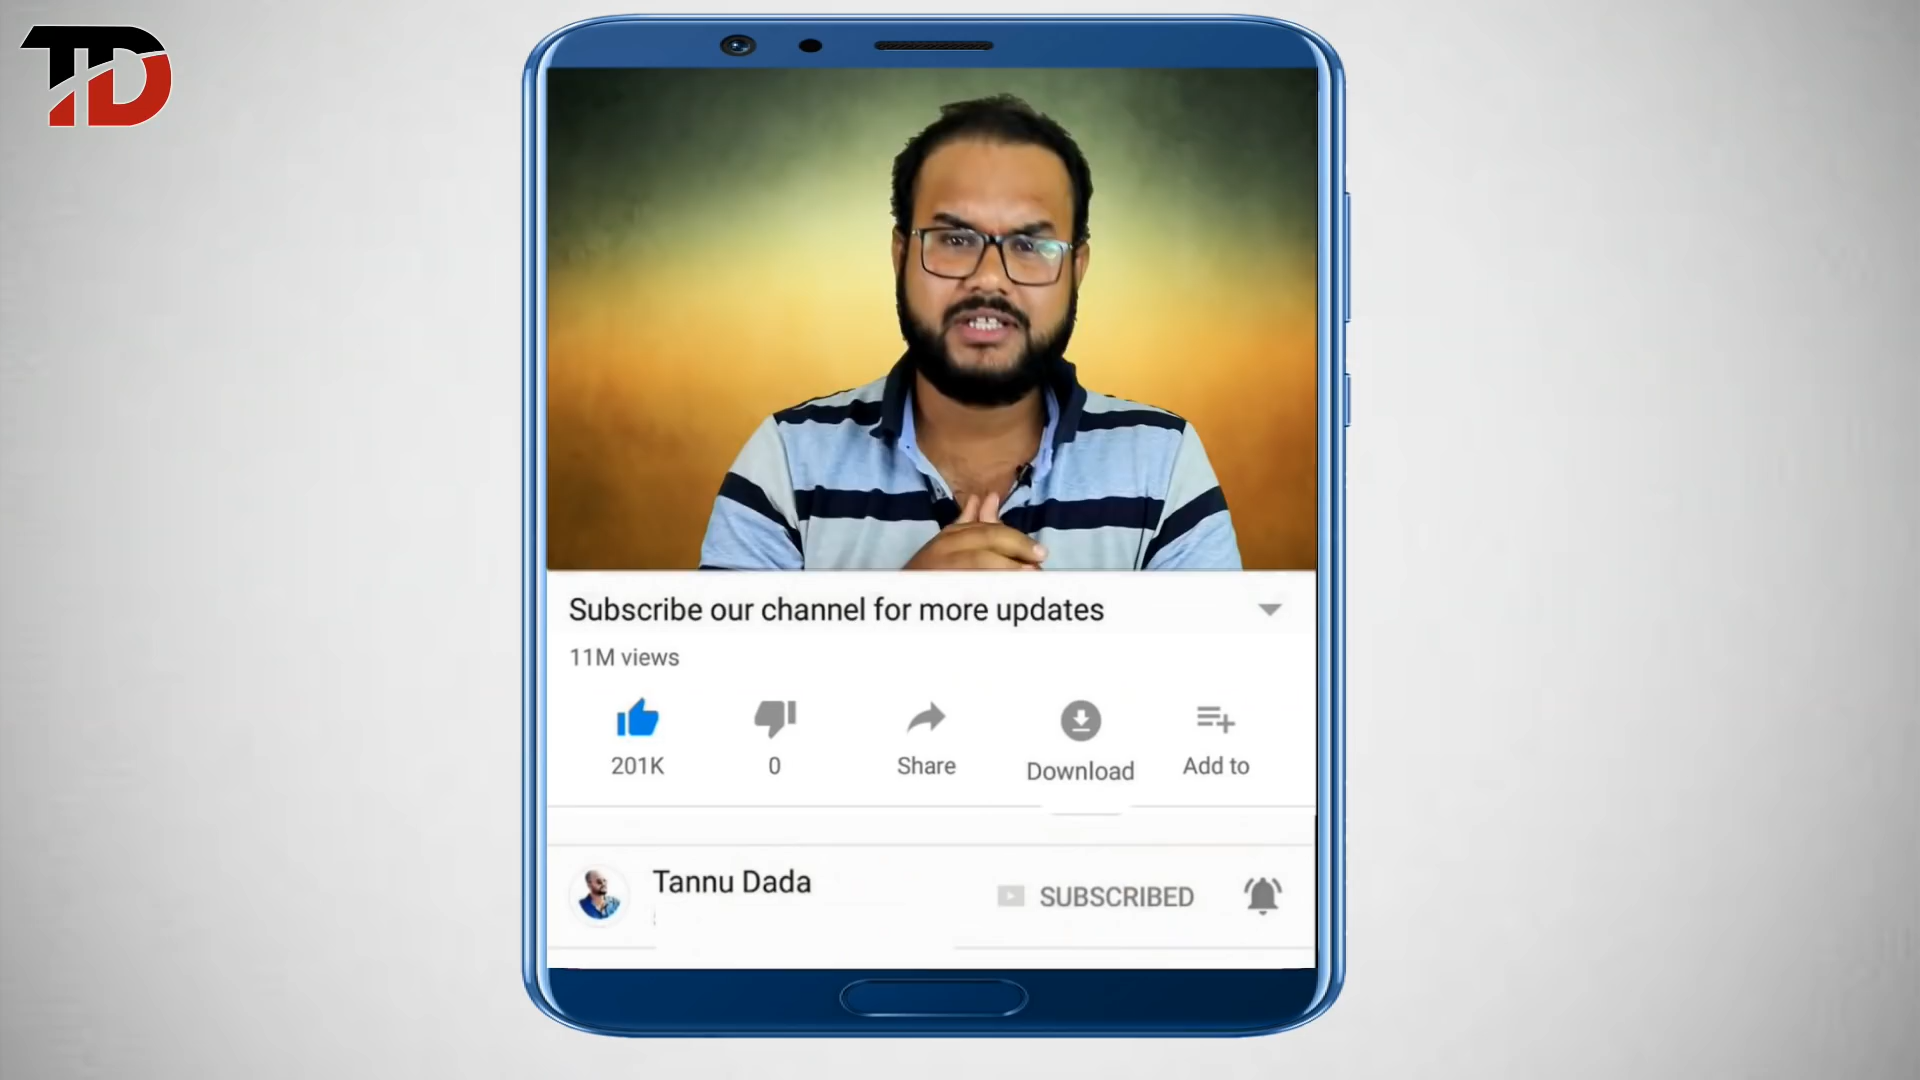 TD
Subscribe our channel for more updates
11M views
201K
0
Share
Download
Add to
Tannu Dada
SUBSCRIBED